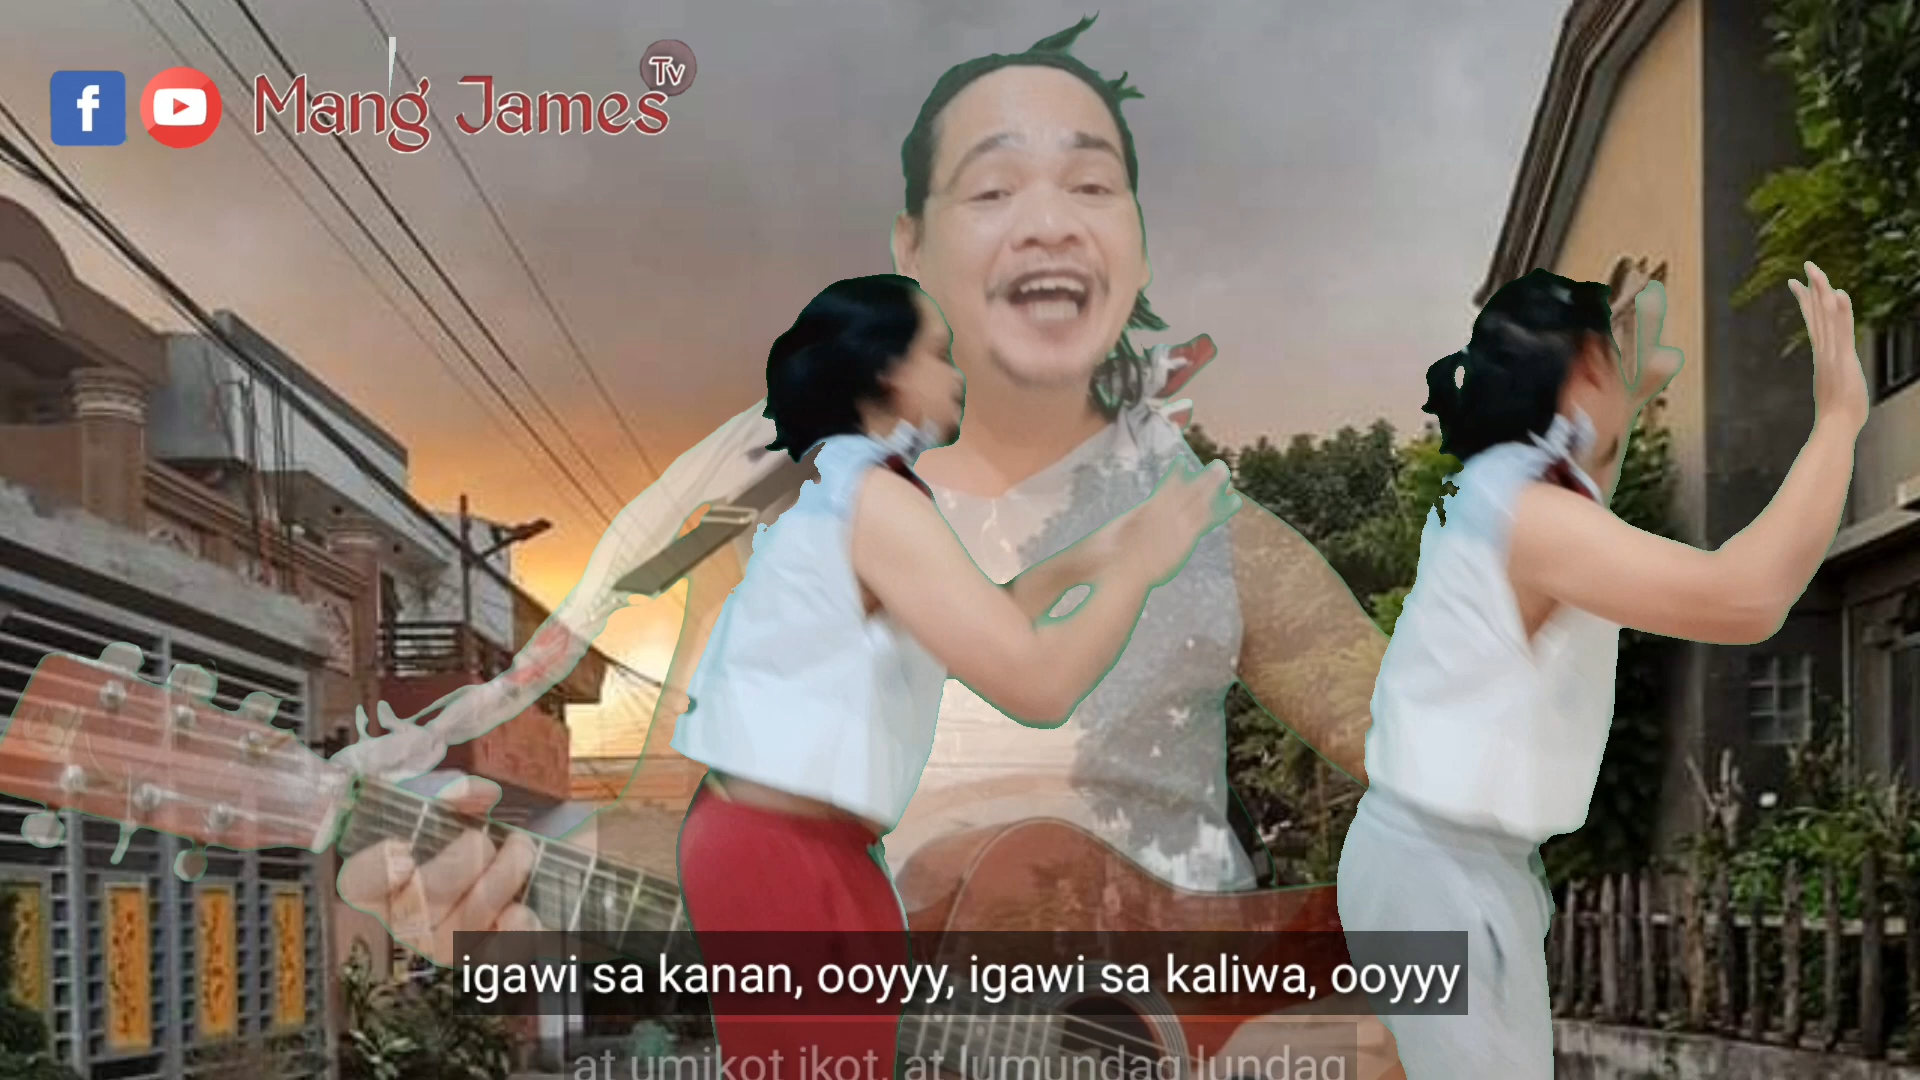 Mang James Tv
igawi sa kanan, ooyyy, igawi sa kaliwa, ooyyy
at umikot ikot, at lumundag lundag